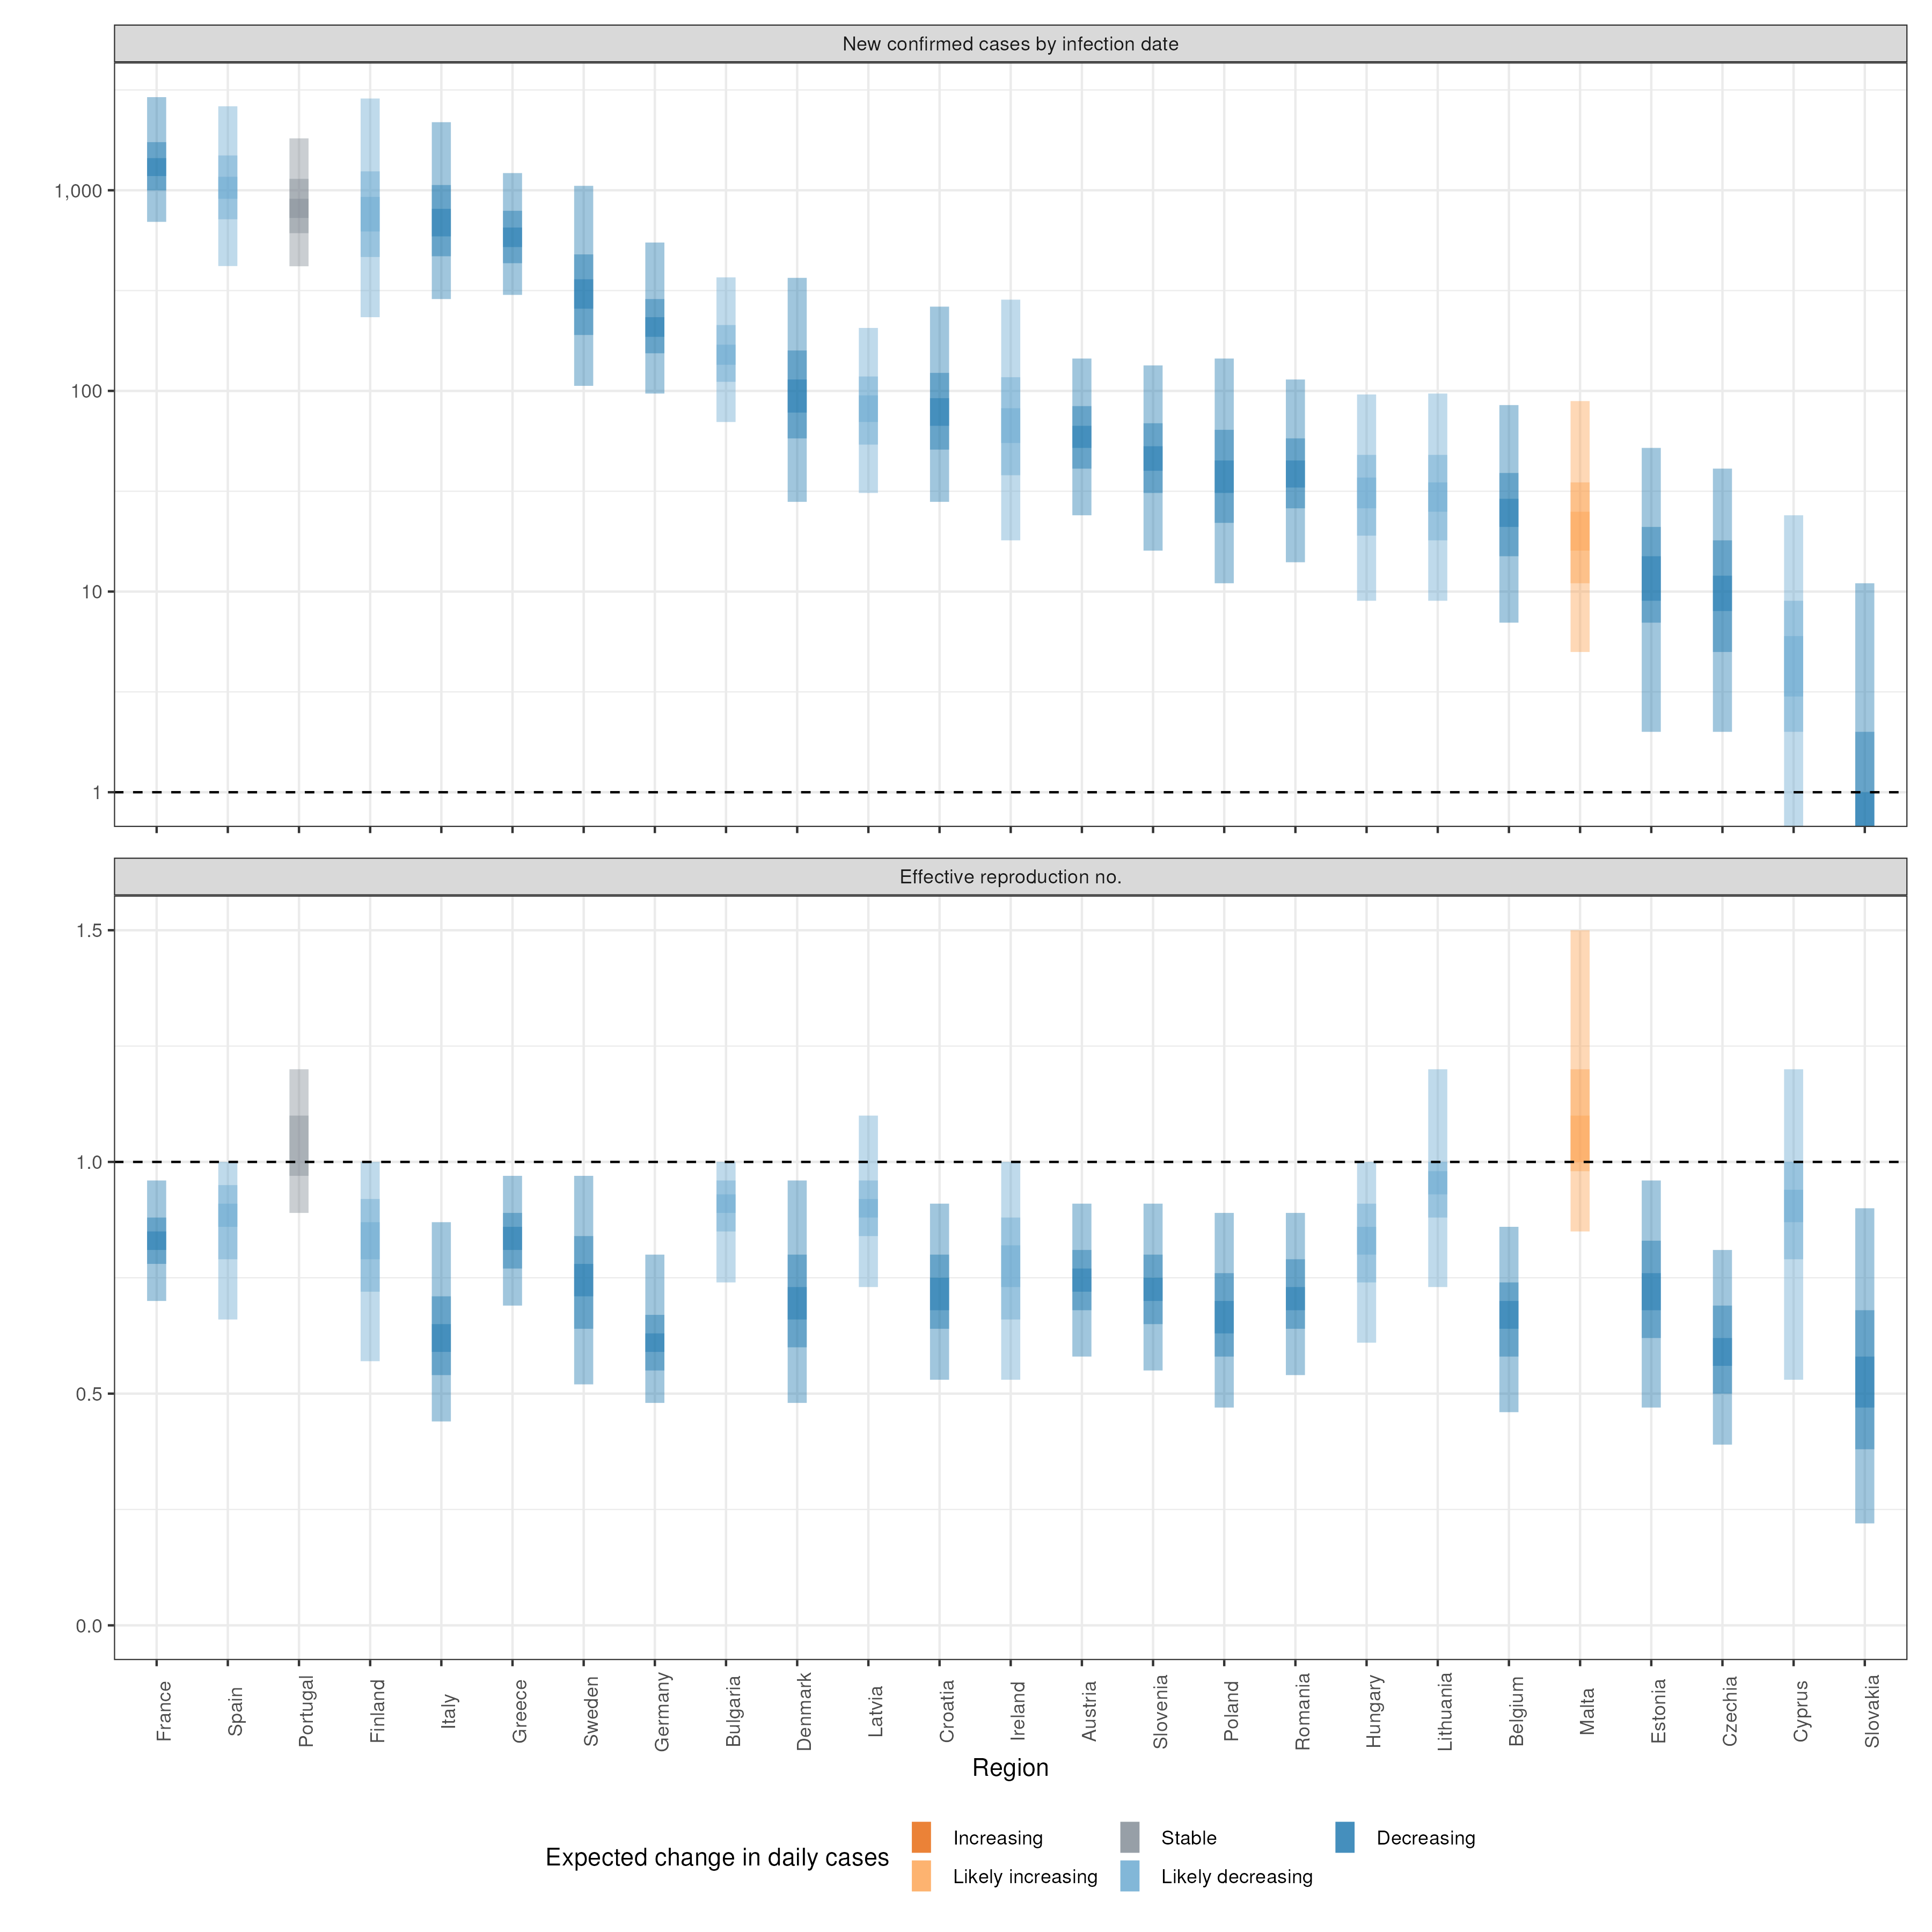 New confirmed cases by infection date
1,000
100
10
1
Effective reproduction no.
1.5
1.0
0.5
0.0
France
Spain
Portugal
Finland
Italy
Greece
Sweden
Germany
Bulgaria
Denmark
Latvia
Croatia
Ireland
Austria
Slovenia
Poland
Romania
Hungary
Lithuania
Belgium
Malta
Estonia
Czechia
Cyprus
Slovakia
Region
Expected change in daily cases
Increasing
Likely increasing
Stable
Likely decreasing
Decreasing